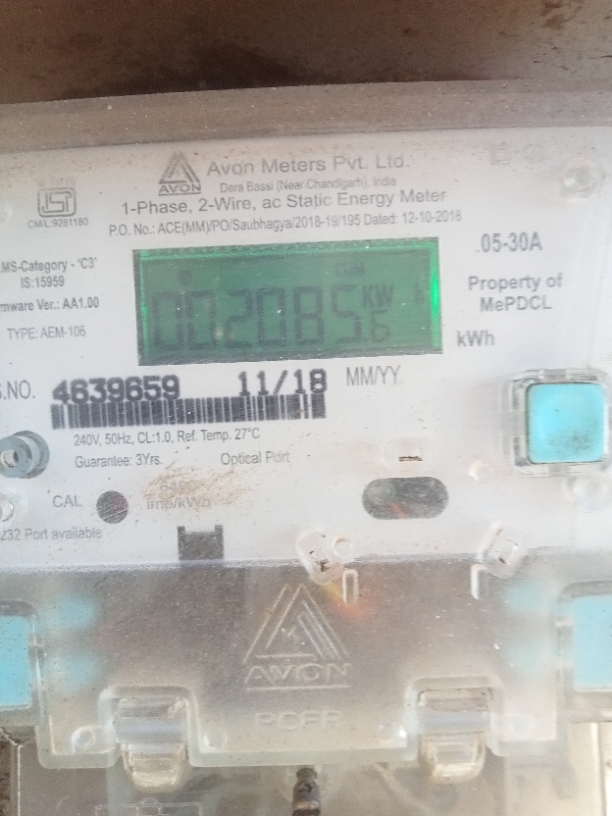 AVON
Avon Meters Pvt. Ltd.
Dera Bassi (Near Chandigarh), India
1-Phase, 2-Wire, ac Static Energy Meter
CM/L:9281180
P.O. No.: ACE(MM)/PO/Saubhagya/2018-19/195 Dated: 12-10-2018
MS-Category - 'C3'
IS:15959
mware Ver.: AA1.00
TYPE: AEM-106
CUM
002085.6
KW h
05-30A
Property of
MePDCL
kWh
S.NO. 4639659 11/18 MM/YY
240V, 50Hz, CL:1.0, Ref. Temp. 27°C
Guarantee: 3Yrs. Optical Port
CAL Imp/kWh
232 Port available
AVON